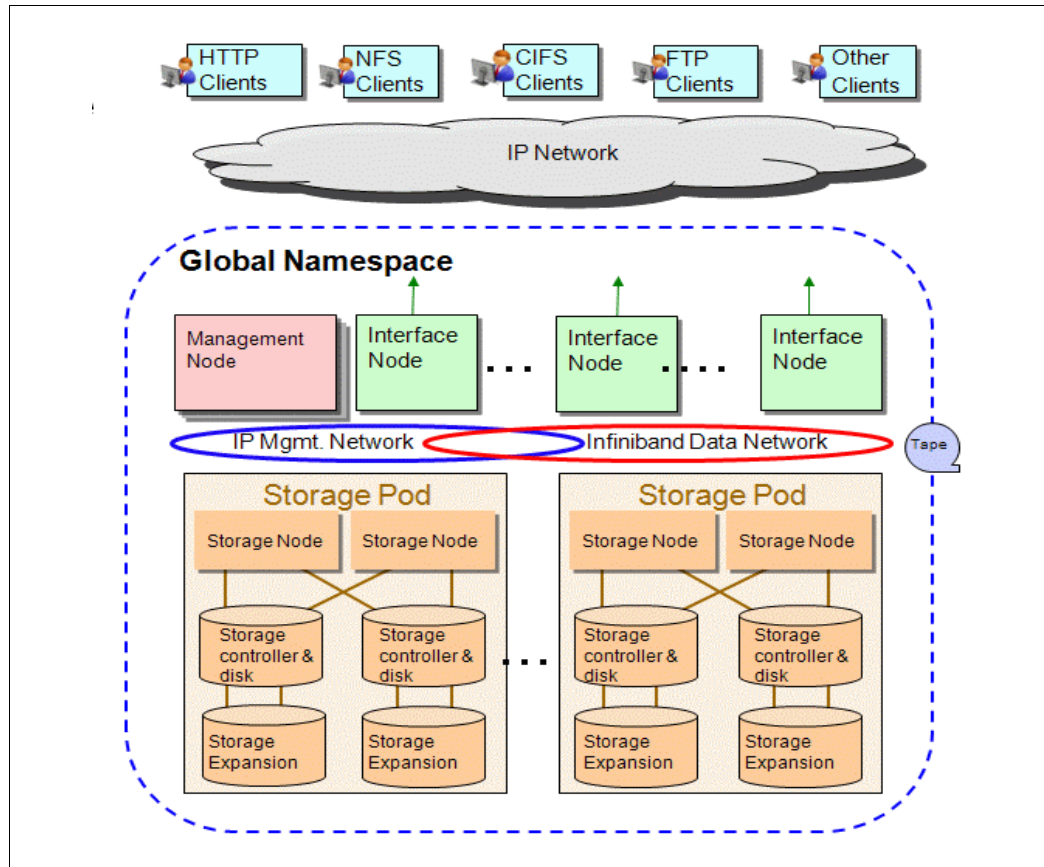 HTTP
Clients
NFS
Clients
CIFS
Clients
FTP
Clients
Other
Clients
IP Network
Global Namespace
Management
Node
Interface
Node
Interface
Node
Interface
Node
IP Mgmt. Network
Infiniband Data Network
Tape
Storage Pod
Storage Node
Storage Node
Storage
controller &
disk
Storage
controller &
disk
Storage
Expansion
Storage
Expansion
Storage Pod
Storage Node
Storage Node
Storage
controller &
disk
Storage
controller &
disk
Storage
Expansion
Storage
Expansion